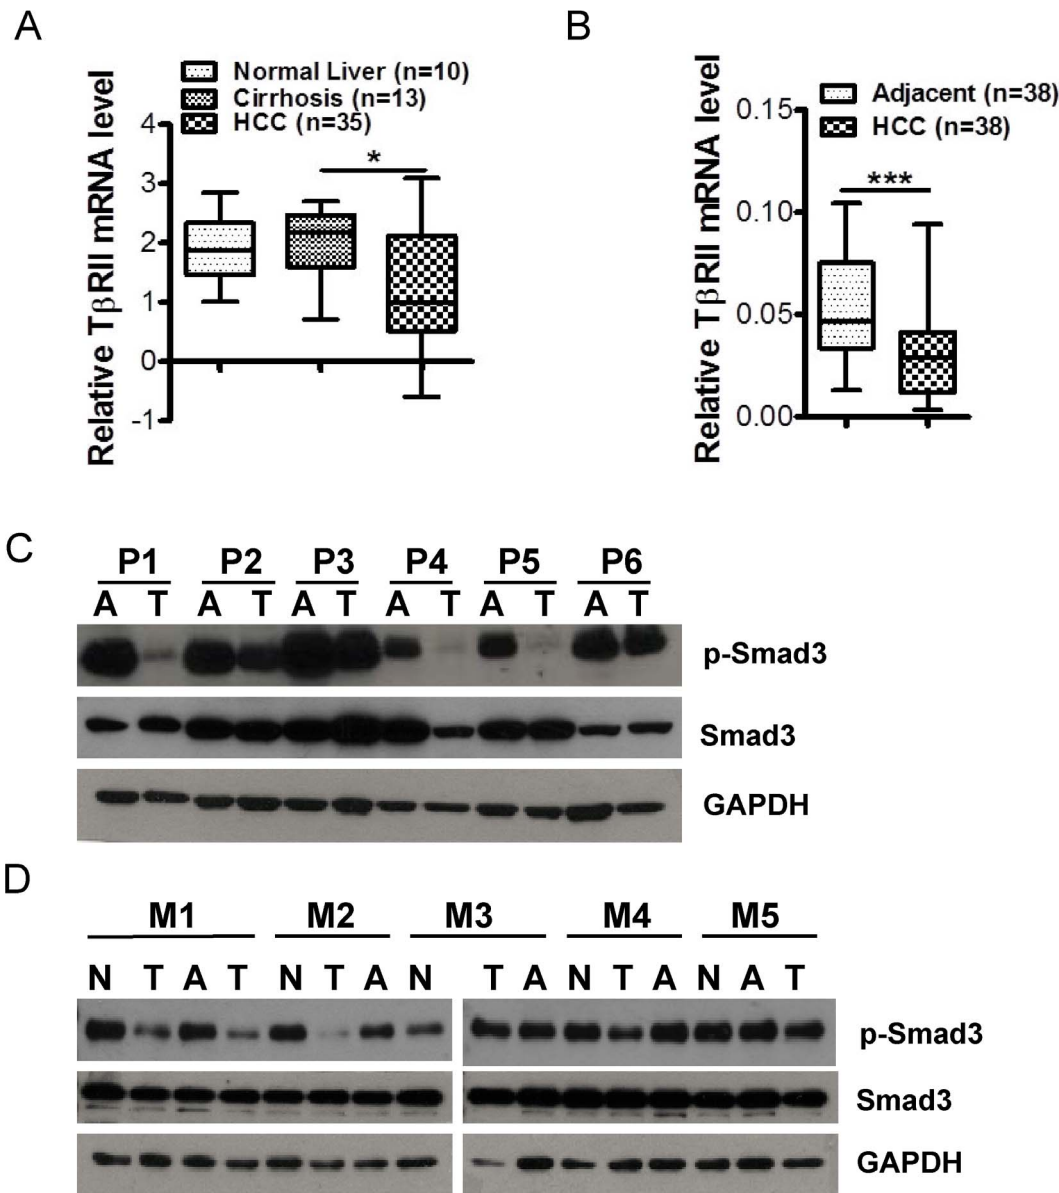 A
Relative TβRII mRNA level
Normal Liver (n=10)
Cirrhosis (n=13)
HCC (n=35)
4
3
2
1
0
-1
*
B
Relative TβRII mRNA level
Adjacent (n=38)
HCC (n=38)
0.15
0.10
0.05
0.00
***
C
P1 P2 P3 P4 P5 P6
A T A T A T A T A T A T
p-Smad3
Smad3
GAPDH
D
M1 M2 M3 M4 M5
N T A T N T A N T A N T A N A T
p-Smad3
Smad3
GAPDH